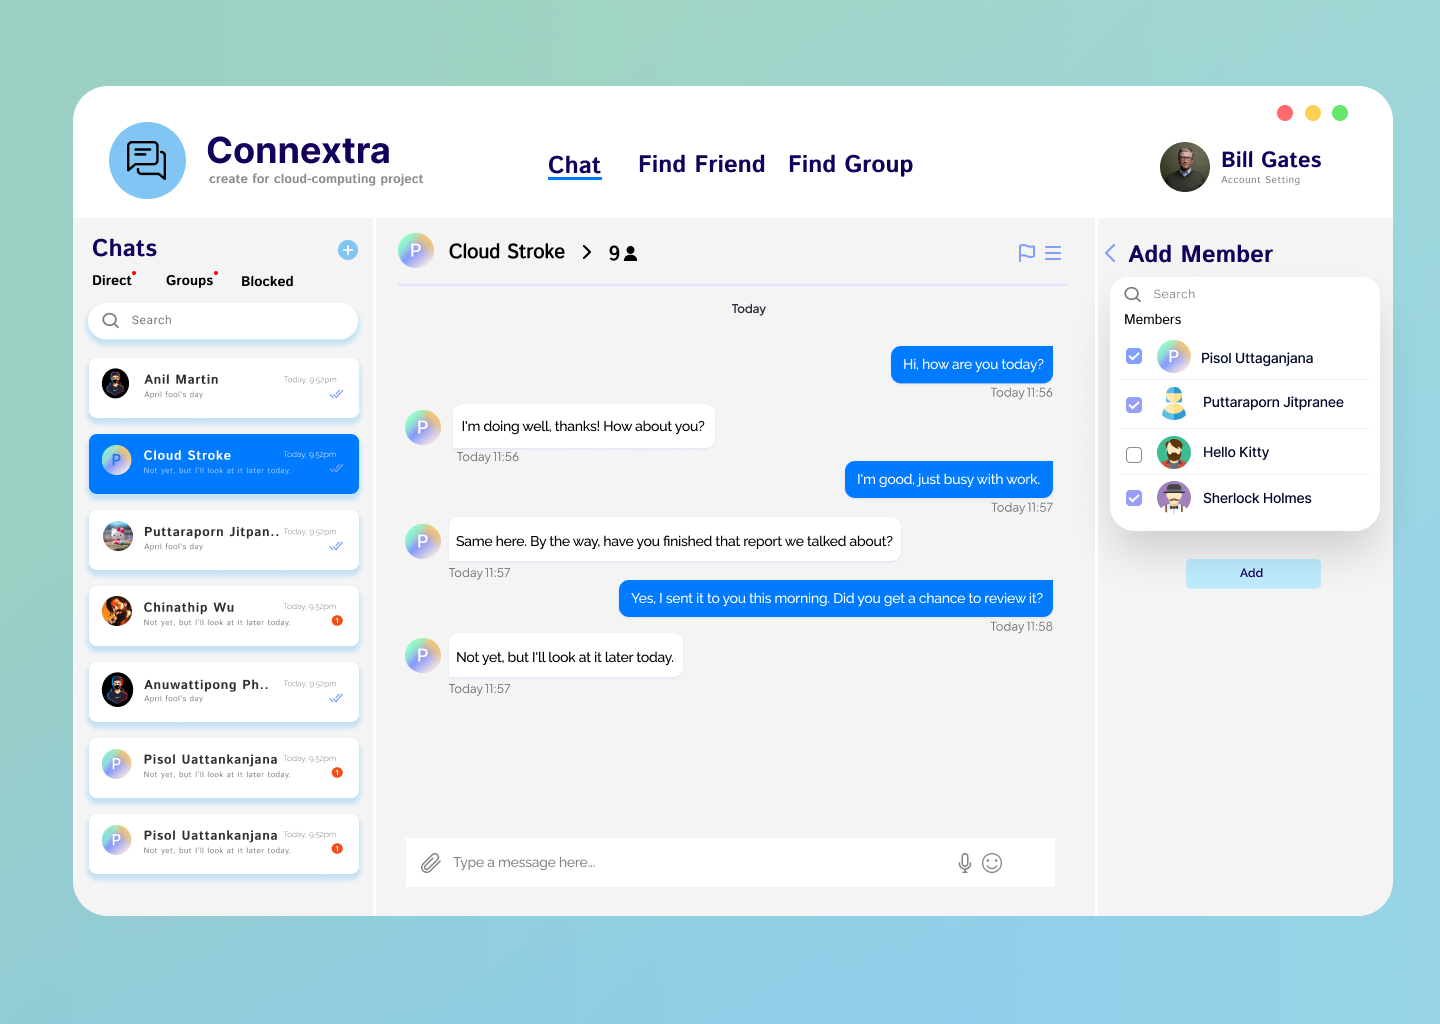 Connextra
create for cloud-computing project
Chat
Find Friend
Find Group
Bill Gates
Account Setting
Chats
Direct
Groups
Blocked
Search
Anil Martin
Today, 9.52pm
April fool's day
P
Cloud Stroke
Today, 9.52pm
Not yet, but I'll look at it later today.
Puttaraporn Jitpan..
Today, 9.52pm
April fool's day
Chinathip Wu
Today, 9.52pm
Not yet, but I'll look at it later today.
1
Anuwattipong Ph..
Today, 9.52pm
April fool's day
P
Pisol Uattankanjana
Today, 9.52pm
Not yet, but I'll look at it later today.
1
P
Pisol Uattankanjana
Today, 9.52pm
Not yet, but I'll look at it later today.
1
P
Cloud Stroke
9
Today
Hi, how are you today?
Today 11:56
P
I'm doing well, thanks! How about you?
Today 11:56
I'm good, just busy with work.
Today 11:57
P
Same here. By the way, have you finished that report we talked about?
Today 11:57
Yes, I sent it to you this morning. Did you get a chance to review it?
Today 11:58
P
Not yet, but I'll look at it later today.
Today 11:57
Type a message here...
Add Member
Search
Members
P
Pisol Uttaganjana
Puttaraporn Jitpranee
Hello Kitty
Sherlock Holmes
Add